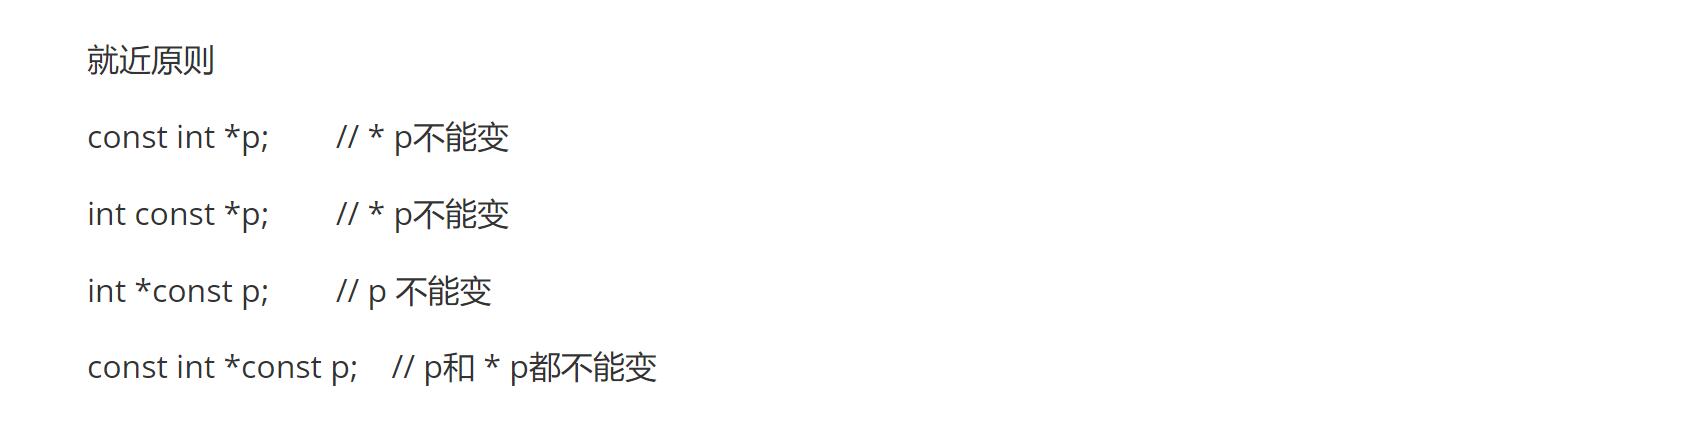 就近原则
const int *p;        // * p不能变
int const *p;        // * p不能变
int *const p;        // p 不能变
const int *const p;    // p和 * p都不能变